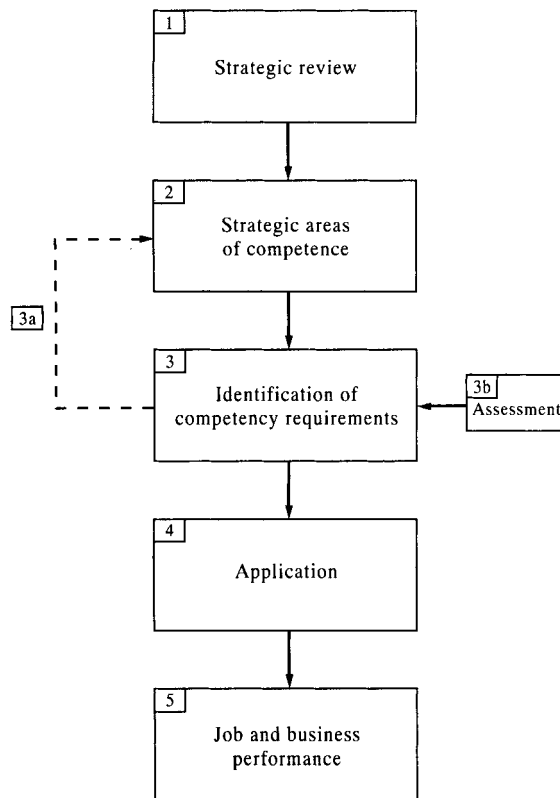 1
Strategic review
2
Strategic areas
of competence
3a
3
Identification of
competency requirements
3b
Assessment
4
Application
5
Job and business
performance